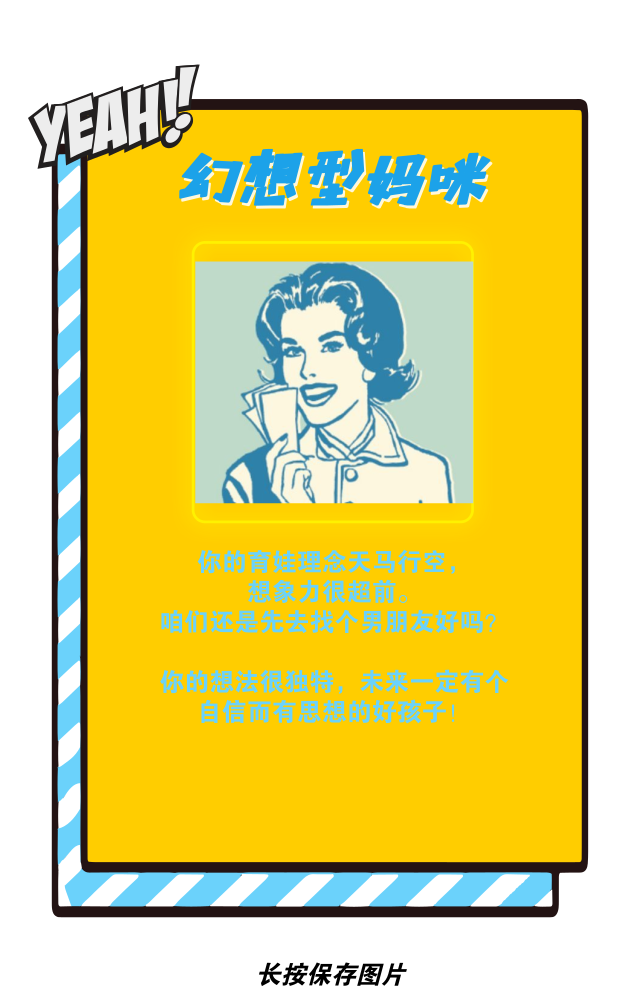 YEAH!!
幻想型妈咪
你的育娃理念天马行空，
想象力很超前。
咱们还是先去找个男朋友好吗?
你的想法很独特，未来一定有个
自信而有思想的好孩子!
长按保存图片